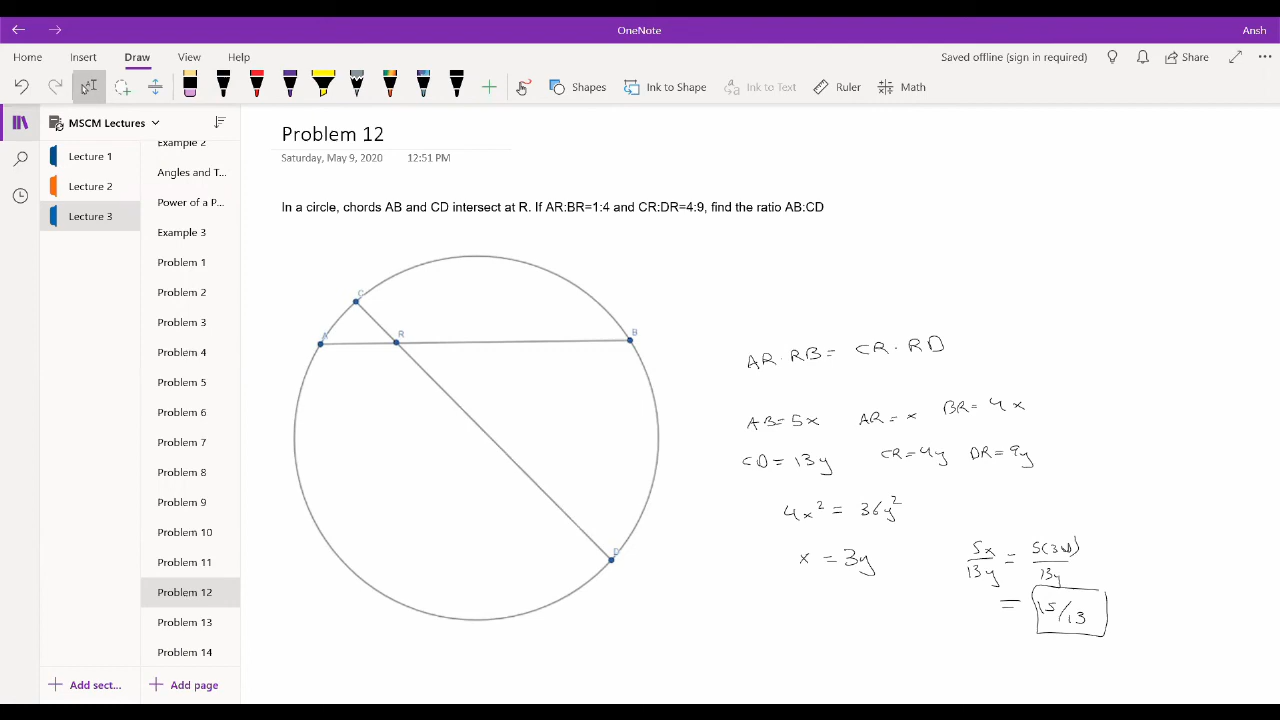 OneNote
Ansh
Home Insert Draw View Help
Saved offline (sign in required)
Share
Shapes Ink to Shape Ink to Text Ruler Math
MSCM Lectures
Lecture 1
Lecture 2
Lecture 3
Example 2
Angles and T...
Power of a P...
Example 3
Problem 1
Problem 2
Problem 3
Problem 4
Problem 5
Problem 6
Problem 7
Problem 8
Problem 9
Problem 10
Problem 11
Problem 12
Problem 13
Problem 14
Add sect...
Add page
Problem 12
Saturday, May 9, 2020 12:51 PM
In a circle, chords AB and CD intersect at R. If AR:BR=1:4 and CR:DR=4:9, find the ratio AB:CD
C
A
R
B
D
AR · RB = CR · RD
AB = 5x AR = x BR = 4x
CD = 13y CR = 4y DR = 9y
4x² = 36y²
x = 3y
5x/13y = 5(3y)/13y
= 15/13